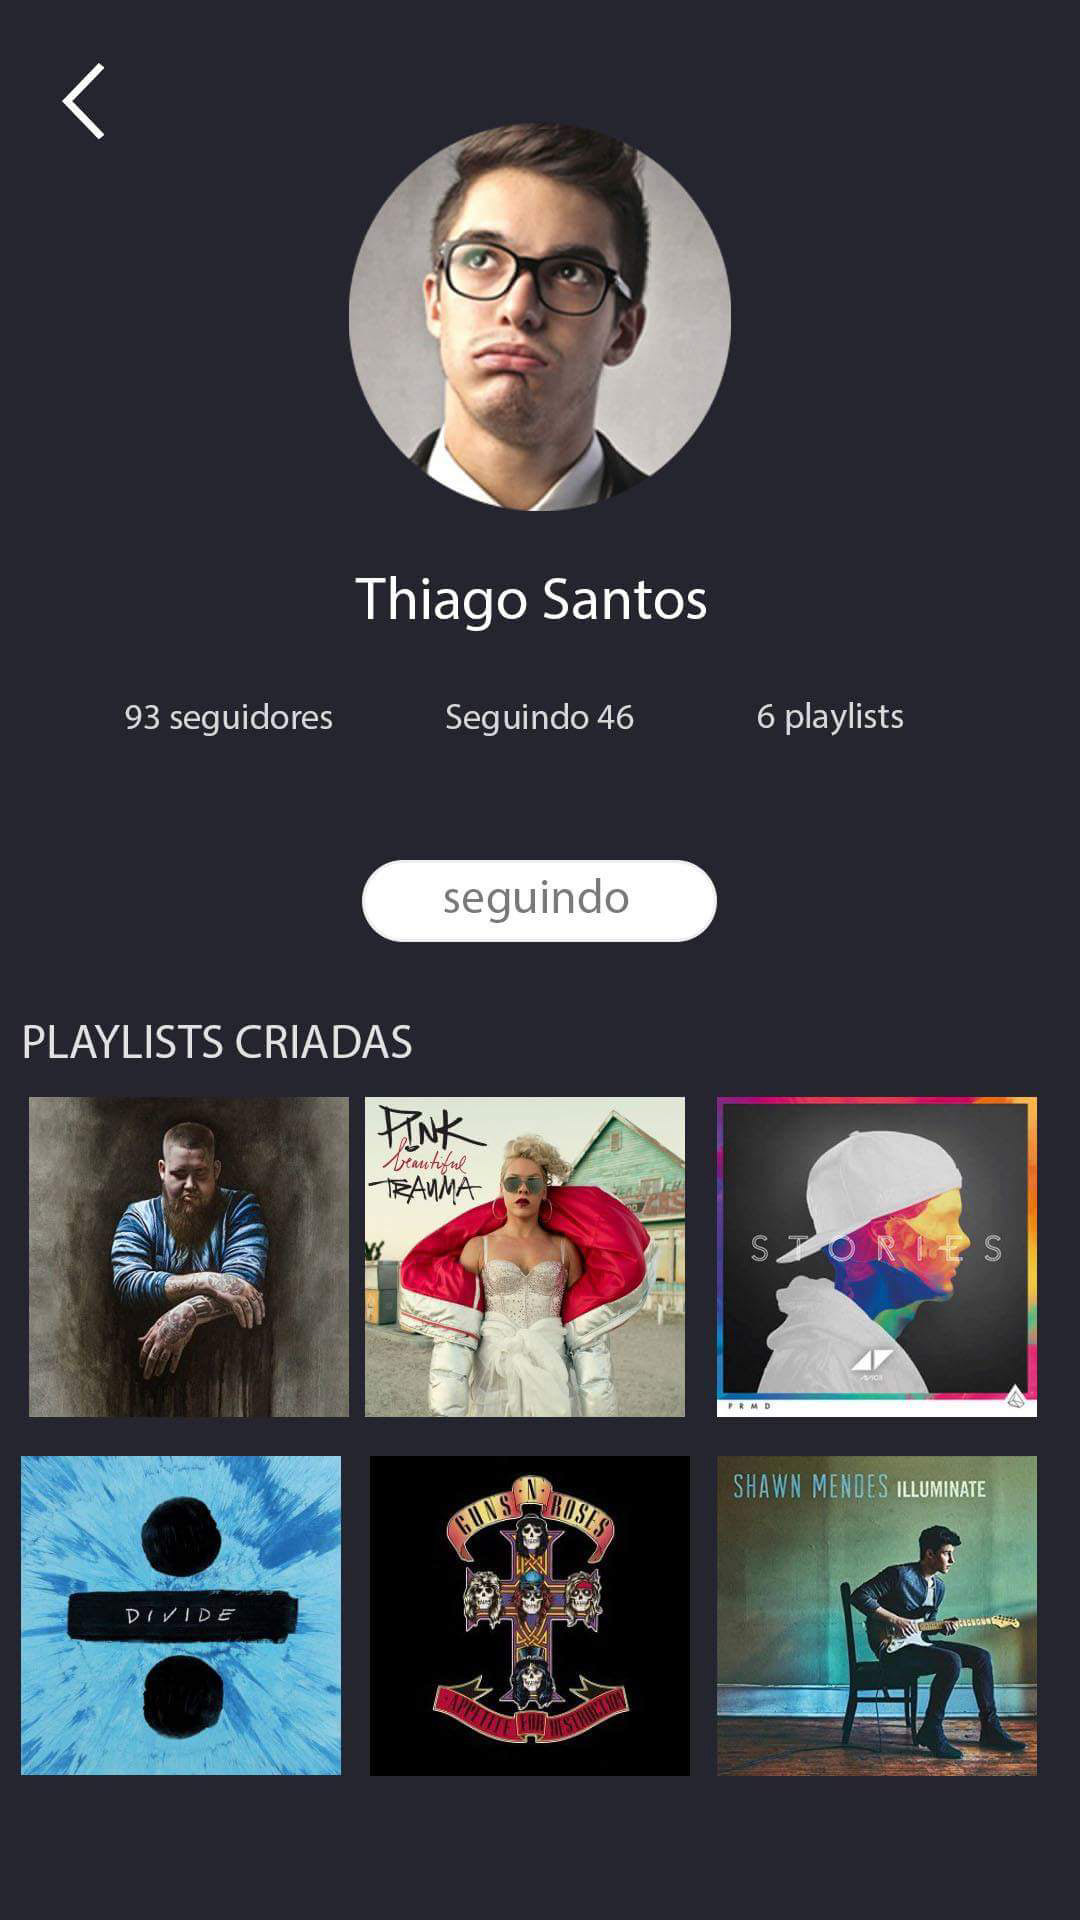 Thiago Santos
93 seguidores
Seguindo 46
6 playlists
seguindo
PLAYLISTS CRIADAS
P!NK
beautiful
TRAUMA
STORIES
AVICII
PRMD
DIVIDE
GUNS N' ROSES
APPETITE FOR DESTRUCTION
SHAWN MENDES ILLUMINATE